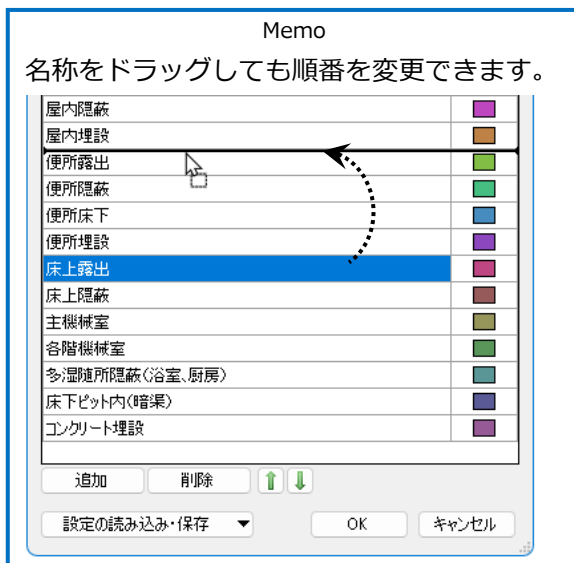 Memo
名称をドラッグしても順番を変更できます。
屋内隠蔽
屋内埋設
便所露出
便所隠蔽
便所床下
便所埋設
床上露出
床上隠蔽
主機械室
各階機械室
多湿随所隠蔽(浴室、厨房)
床下ピット内(暗渠)
コンクリート埋設
追加 削除
設定の読み込み・保存 OK キャンセル